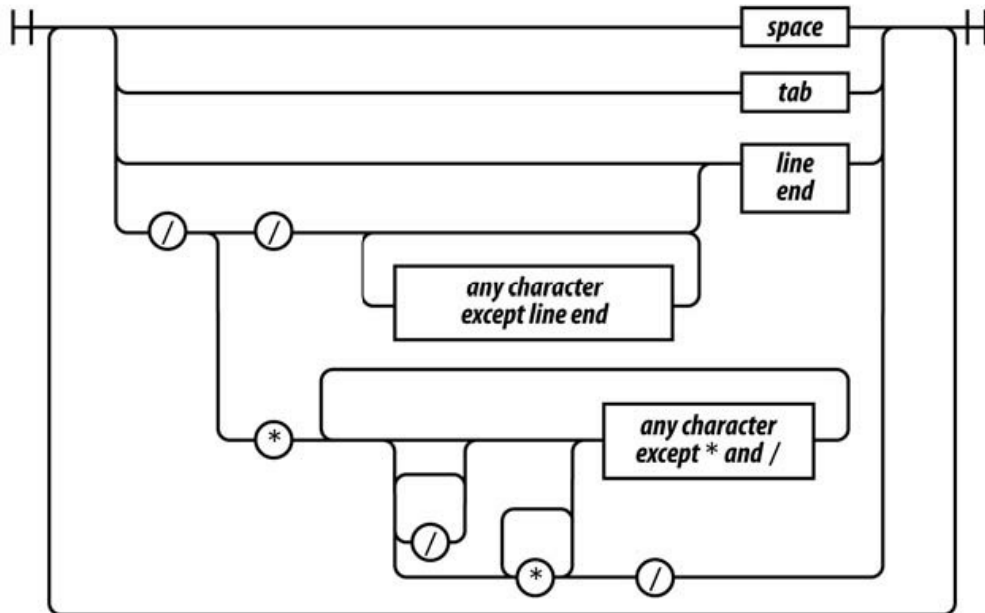 space
tab
line
end
/ /
any character
except line end
*
any character
except * and /
/
* /